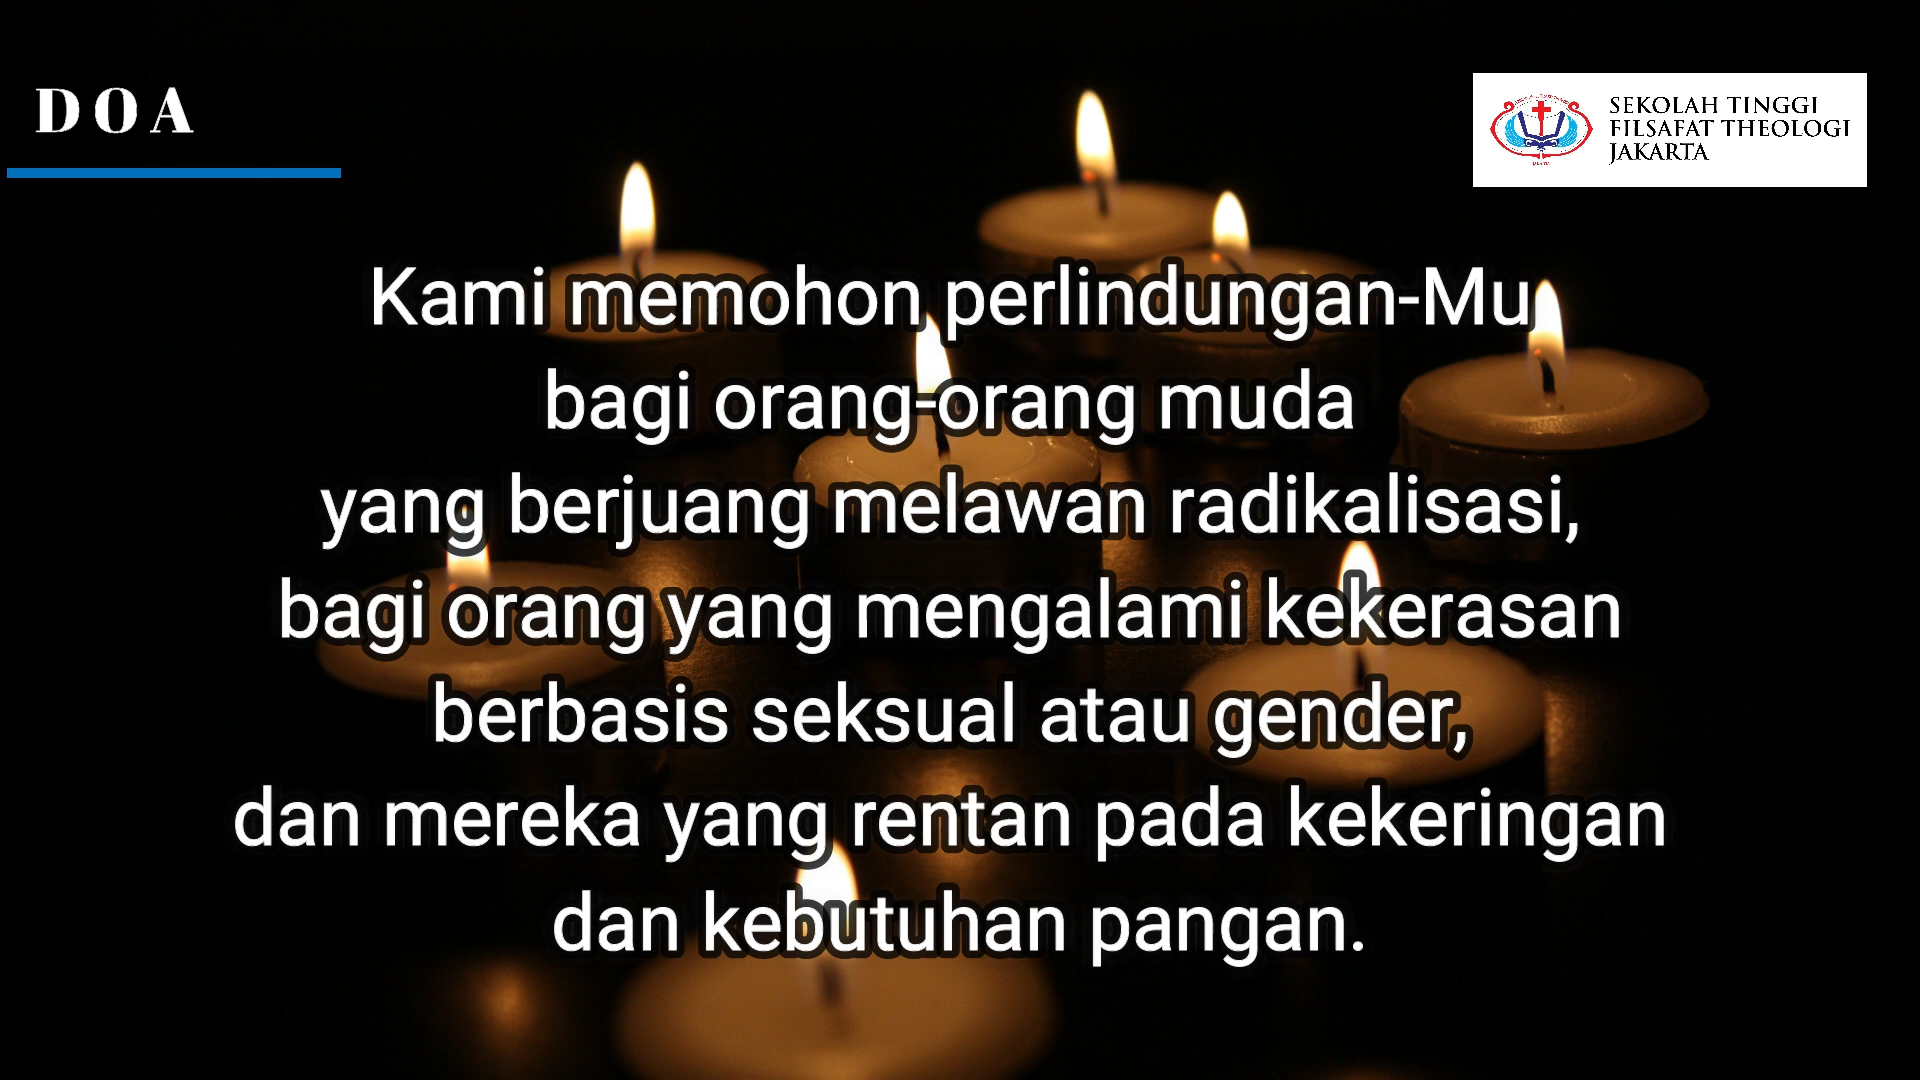 DOA
SEKOLAH TINGGI
FILSAFAT THEOLOGI
JAKARTA
Kami memohon perlindungan-Mu
bagi orang-orang muda
yang berjuang melawan radikalisasi,
bagi orang yang mengalami kekerasan
berbasis seksual atau gender,
dan mereka yang rentan pada kekeringan
dan kebutuhan pangan.